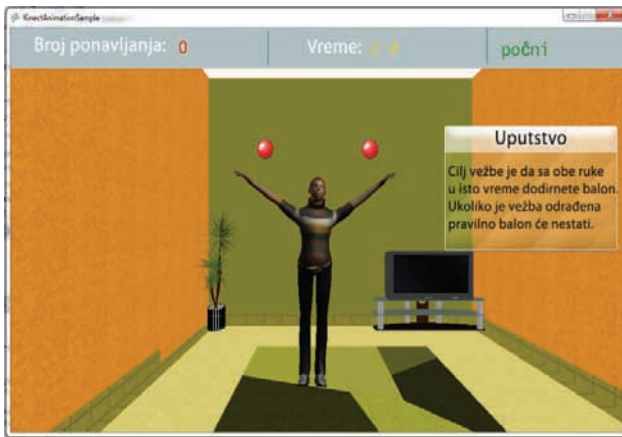 KinectAnimationSample
Broj ponavljanja: 0
Vreme:
počni
Uputstvo
Cilj vežbe je da sa obe ruke
u isto vreme dodirnete balon.
Ukoliko je vežba odrađena
pravilno balon će nestati.